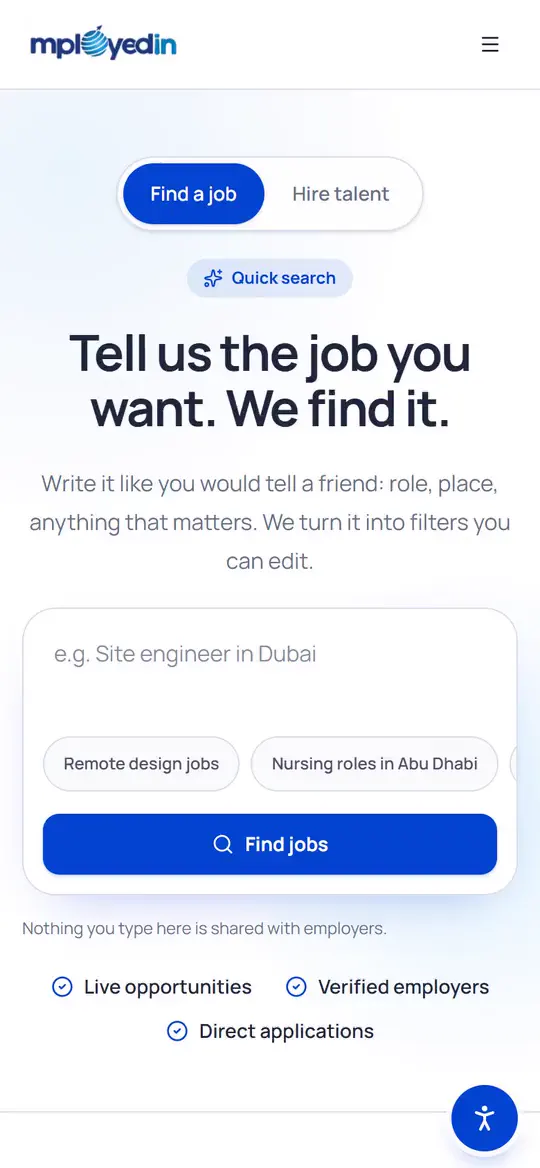 mployedin
Find a job
Hire talent
Quick search
Tell us the job you
want. We find it.
Write it like you would tell a friend: role, place,
anything that matters. We turn it into filters you
can edit.
e.g. Site engineer in Dubai
Remote design jobs
Nursing roles in Abu Dhabi
Find jobs
Nothing you type here is shared with employers.
Live opportunities
Verified employers
Direct applications